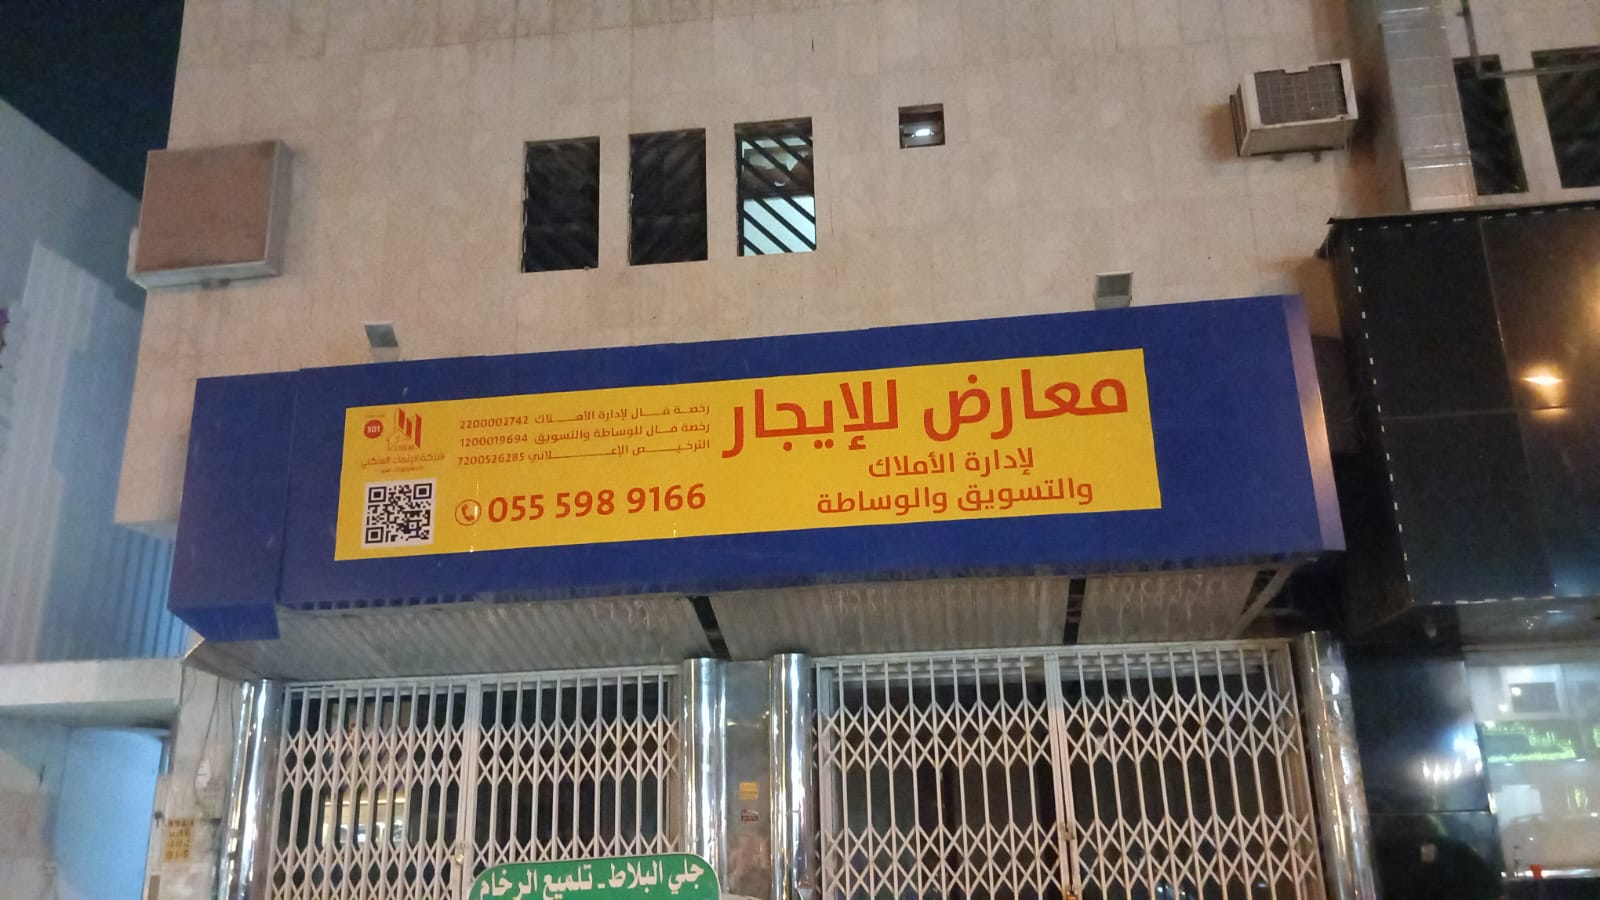 معارض للإيجار
لإدارة الأملاك
والتسويق والوساطة
رخصة فال لإدارة الأملاك 2200002742
رخصة فال للوساطة والتسويق 1200019694
الترخيص الإعلاني 7200526285
055 598 9166
501
جلي البلاط - تلميع الرخام